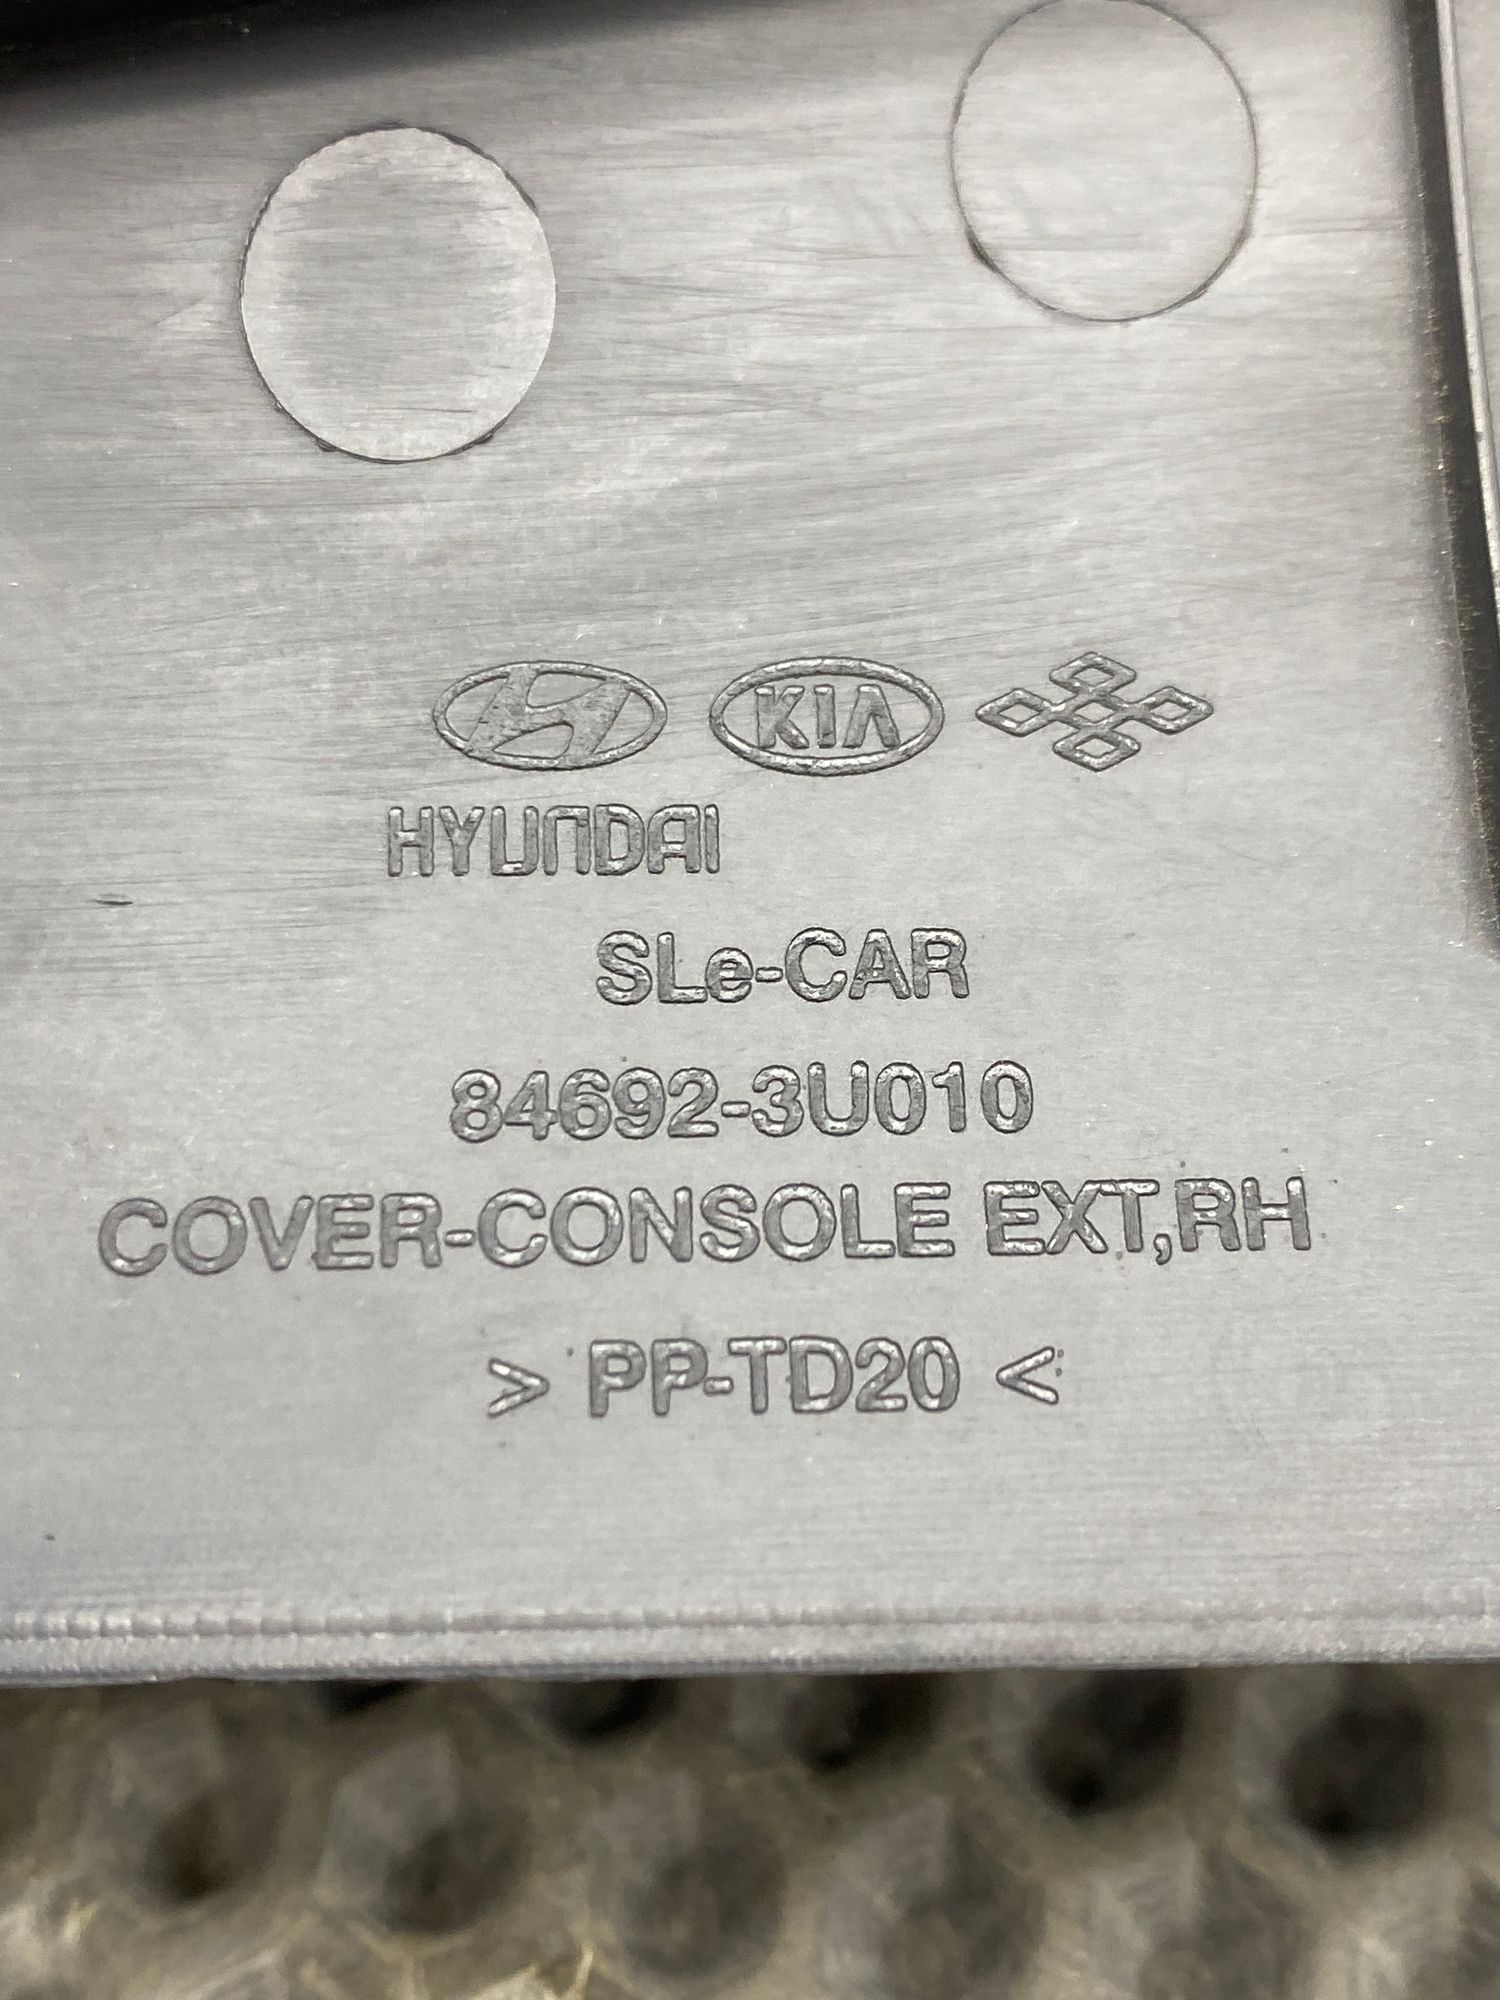 KIA
HYUNDAI
SLe-CAR
84692-3U010
COVER-CONSOLE EXT,RH
> PP-TD20 <